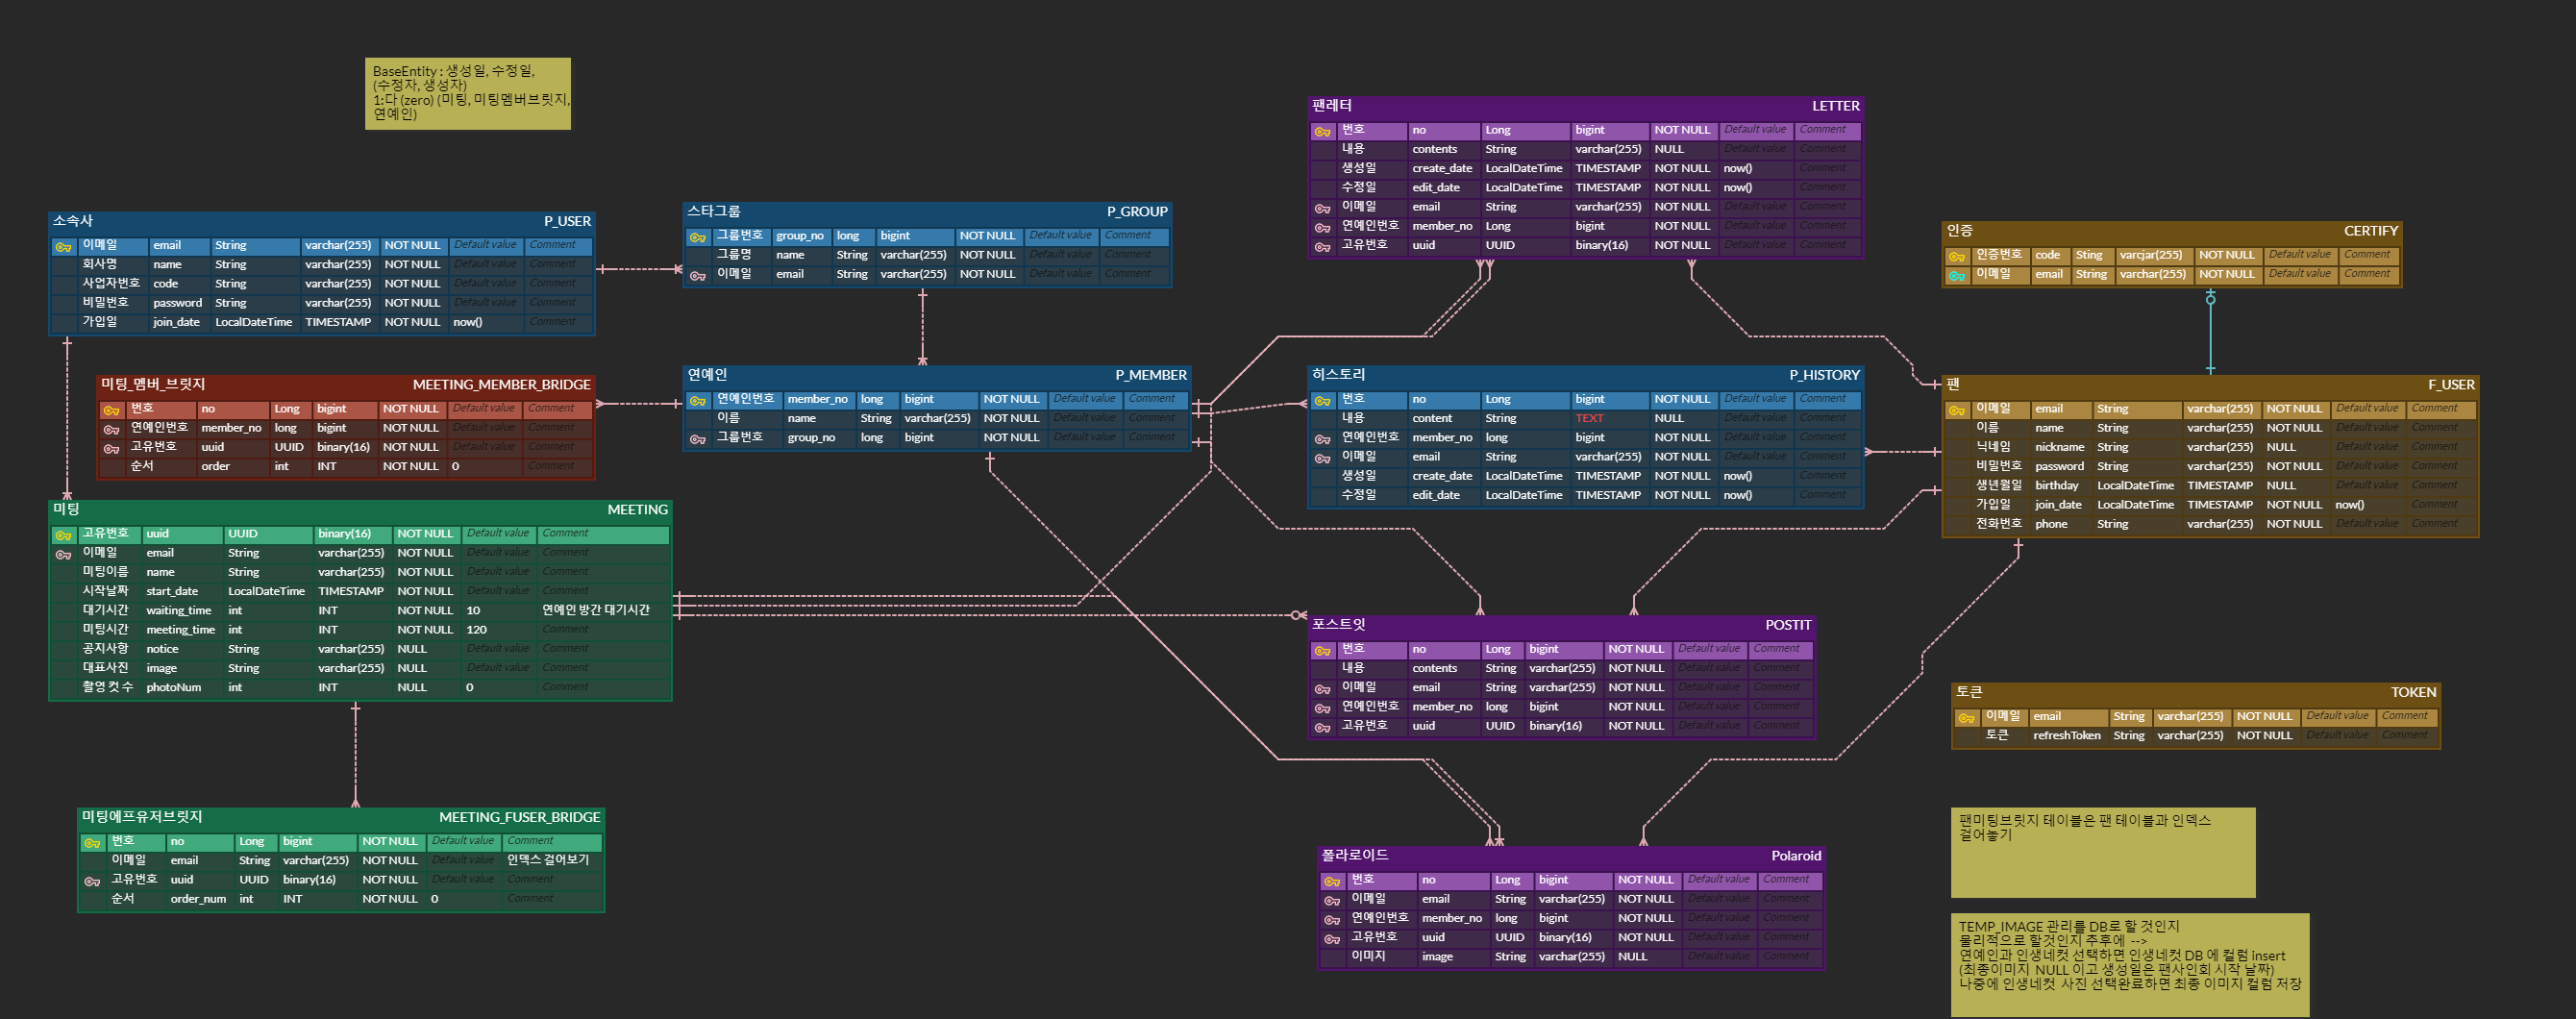 BaseEntity : 생성일, 수정일,
(수정자, 생성자)
1:다 (zero) (미팅, 미팅멤버브릿지,
연예인)
팬레터 LETTER
번호 no Long bigint NOT NULL Default value Comment
내용 contents String varchar(255) NULL Default value Comment
생성일 create_date LocalDateTime TIMESTAMP NOT NULL now() Comment
수정일 edit_date LocalDateTime TIMESTAMP NOT NULL now() Comment
이메일 email String varchar(255) NOT NULL Default value Comment
연예인번호 member_no Long bigint NOT NULL Default value Comment
고유번호 uuid UUID binary(16) NOT NULL Default value Comment
소속사 P_USER
이메일 email String varchar(255) NOT NULL Default value Comment
회사명 name String varchar(255) NOT NULL Default value Comment
사업자번호 code String varchar(255) NOT NULL Default value Comment
비밀번호 password String varchar(255) NOT NULL Default value Comment
가입일 join_date LocalDateTime TIMESTAMP NOT NULL now() Comment
스타그룹 P_GROUP
그룹번호 group_no long bigint NOT NULL Default value Comment
그룹명 name String varchar(255) NOT NULL Default value Comment
이메일 email String varchar(255) NOT NULL Default value Comment
인증 CERTIFY
인증번호 code Sting varcjar(255) NOT NULL Default value Comment
이메일 email String varchar(255) NOT NULL Default value Comment
미팅_멤버_브릿지 MEETING_MEMBER_BRIDGE
번호 no Long bigint NOT NULL Default value Comment
연예인번호 member_no long bigint NOT NULL Default value Comment
고유번호 uuid UUID binary(16) NOT NULL Default value Comment
순서 order int INT NOT NULL 0 Comment
연예인 P_MEMBER
연예인번호 member_no long bigint NOT NULL Default value Comment
이름 name String varchar(255) NOT NULL Default value Comment
그룹번호 group_no long bigint NOT NULL Default value Comment
히스토리 P_HISTORY
번호 no Long bigint NOT NULL Default value Comment
내용 content String TEXT NULL Default value Comment
연예인번호 member_no long bigint NOT NULL Default value Comment
이메일 email String varchar(255) NOT NULL Default value Comment
생성일 create_date LocalDateTime TIMESTAMP NOT NULL now() Comment
수정일 edit_date LocalDateTime TIMESTAMP NOT NULL now() Comment
팬 F_USER
이메일 email String varchar(255) NOT NULL Default value Comment
이름 name String varchar(255) NOT NULL Default value Comment
닉네임 nickname String varchar(255) NULL Default value Comment
비밀번호 password String varchar(255) NOT NULL Default value Comment
생년월일 birthday LocalDateTime TIMESTAMP NULL Default value Comment
가입일 join_date LocalDateTime TIMESTAMP NOT NULL now() Comment
전화번호 phone String varchar(255) NOT NULL Default value Comment
미팅 MEETING
고유번호 uuid UUID binary(16) NOT NULL Default value Comment
이메일 email String varchar(255) NOT NULL Default value Comment
미팅이름 name String varchar(255) NOT NULL Default value Comment
시작날짜 start_date LocalDateTime TIMESTAMP NOT NULL Default value Comment
대기시간 waiting_time int INT NOT NULL 10 연예인 방간 대기시간
미팅시간 meeting_time int INT NOT NULL 120 Comment
공지사항 notice String varchar(255) NULL Default value Comment
대표사진 image String varchar(255) NULL Default value Comment
촬영 컷 수 photoNum int INT NULL 0 Comment
포스트잇 POSTIT
번호 no Long bigint NOT NULL Default value Comment
내용 contents String varchar(255) NOT NULL Default value Comment
이메일 email String varchar(255) NOT NULL Default value Comment
연예인번호 member_no long bigint NOT NULL Default value Comment
고유번호 uuid UUID binary(16) NOT NULL Default value Comment
토큰 TOKEN
이메일 email String varchar(255) NOT NULL Default value Comment
토큰 refreshToken String varchar(255) NOT NULL Default value Comment
미팅에프유저브릿지 MEETING_FUSER_BRIDGE
번호 no Long bigint NOT NULL Default value Comment
이메일 email String varchar(255) NOT NULL Default value 인덱스 걸어보기
고유번호 uuid UUID binary(16) NOT NULL Default value Comment
순서 order_num int INT NOT NULL 0 Comment
폴라로이드 Polaroid
번호 no Long bigint NOT NULL Default value Comment
이메일 email String varchar(255) NOT NULL Default value Comment
연예인번호 member_no long bigint NOT NULL Default value Comment
고유번호 uuid UUID binary(16) NOT NULL Default value Comment
이미지 image String varchar(255) NULL Default value Comment
팬미팅브릿지 테이블은 팬 테이블과 인덱스
걸어놓기
TEMP_IMAGE 관리를 DB로 할 것인지
물리적으로 할것인지 추후에 -->
연예인과 인생네컷 선택하면 인생네컷 DB 에 컬럼 insert
(최종이미지 NULL 이고 생성일은 팬사인회 시작 날짜)
나중에 인생네컷 사진 선택완료하면 최종 이미지 컬럼 저장